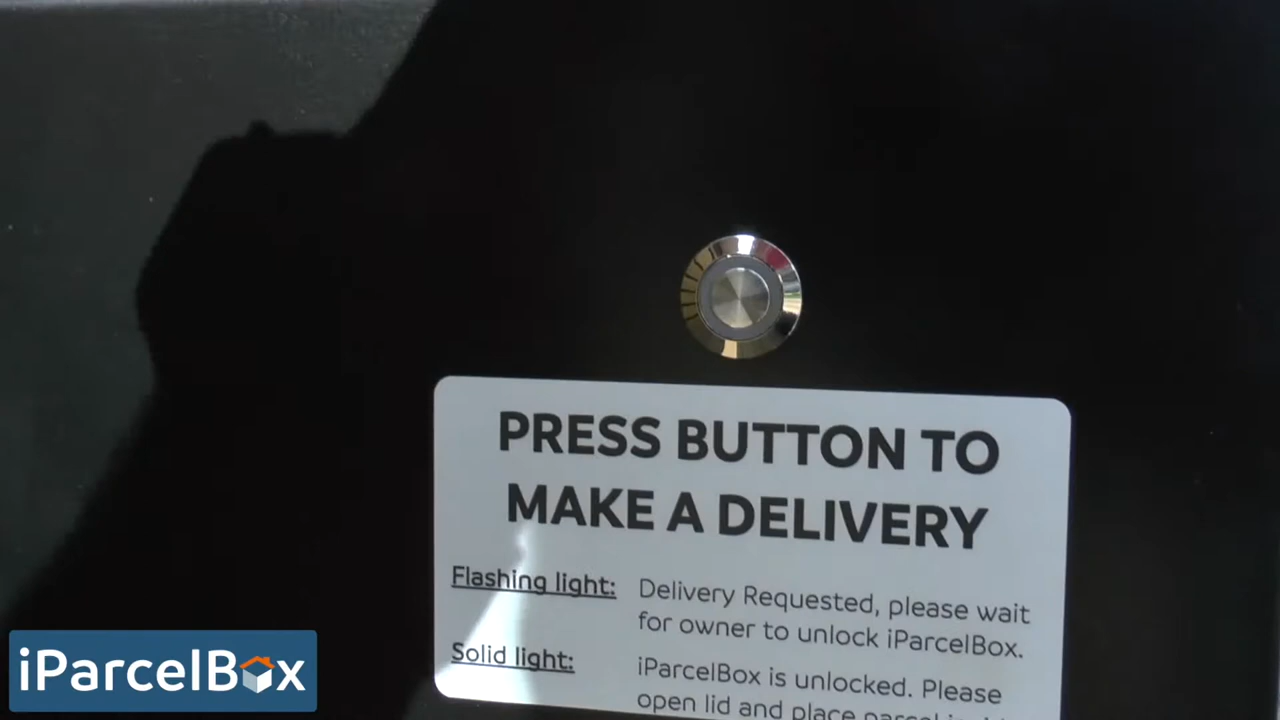 PRESS BUTTON TO
MAKE A DELIVERY
Flashing light: Delivery Requested, please wait
for owner to unlock iParcelBox.
Solid light: iParcelBox is unlocked. Please
open lid and place parcel
iParcelBox